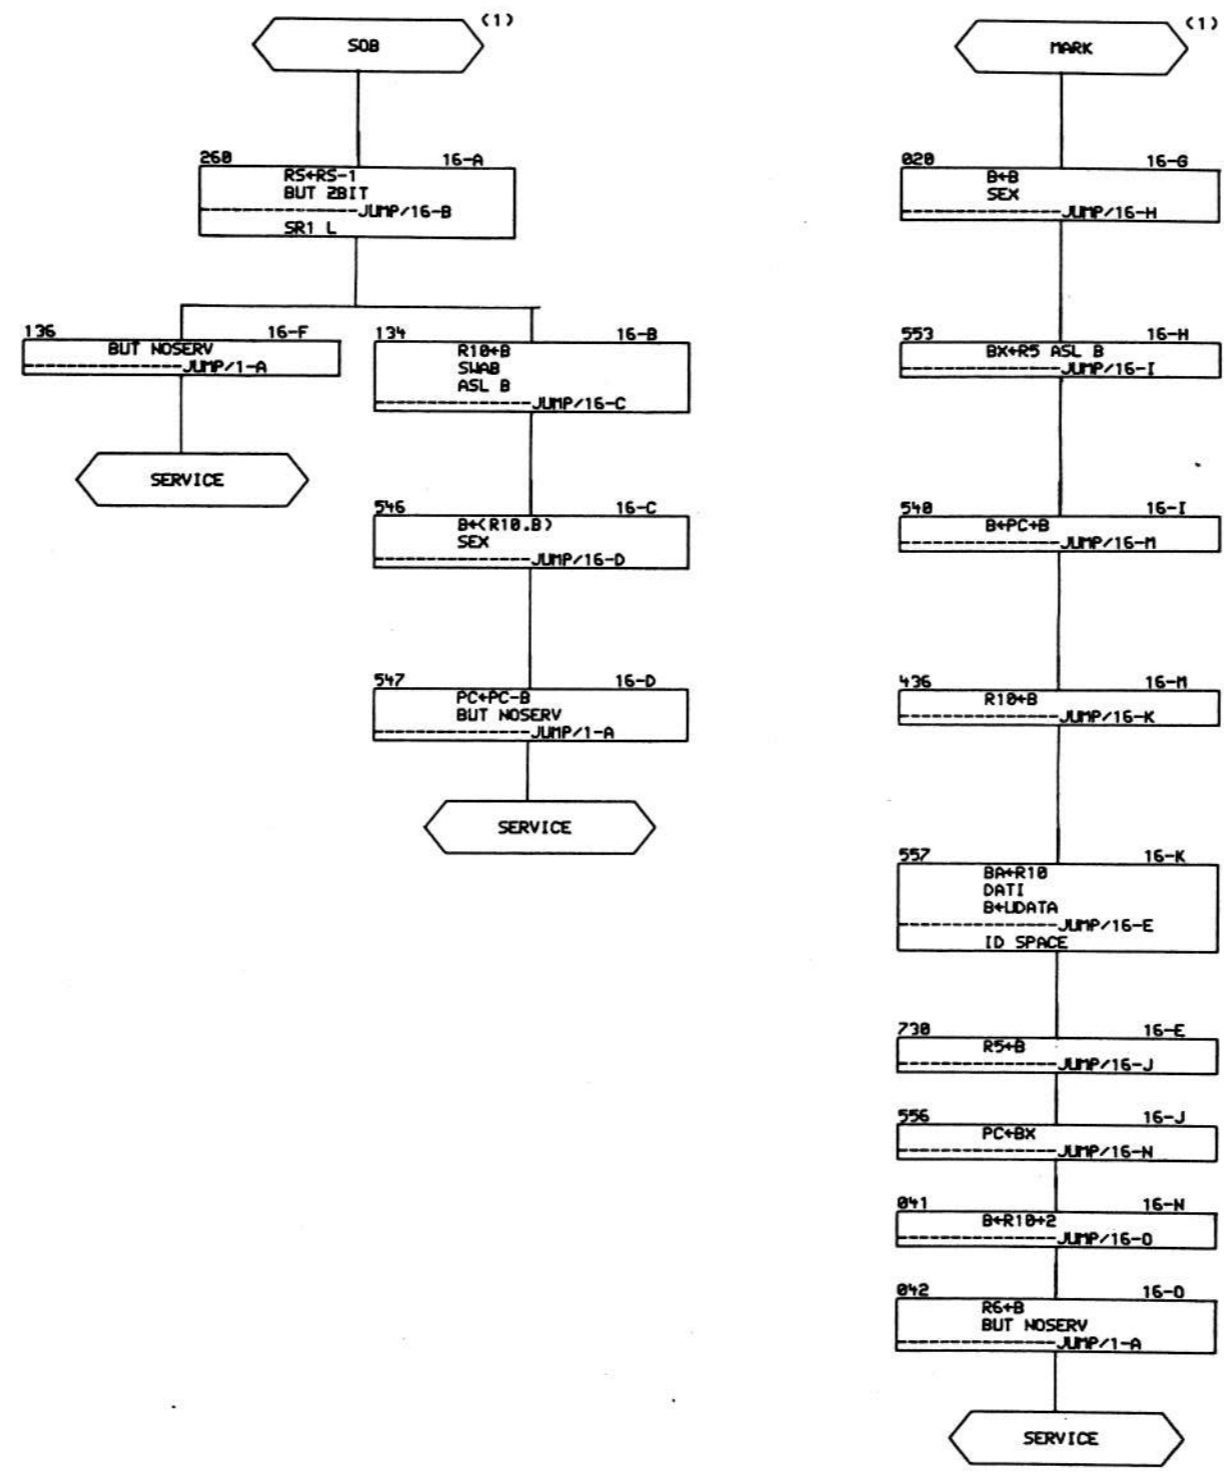 (1)
SOB
260 16-A
RS←RS-1
BUT ZBIT
----------------JUMP/16-B
SR1 L
136 16-F
BUT NOSERV
----------------JUMP/1-A
SERVICE
134 16-B
R10←B
SWAB
ASL B
----------------JUMP/16-C
546 16-C
B←(R10.B)
SEX
----------------JUMP/16-D
547 16-D
PC←PC-B
BUT NOSERV
----------------JUMP/1-A
SERVICE
(1)
MARK
020 16-G
B←B
SEX
----------------JUMP/16-H
553 16-H
BX←R5 ASL B
----------------JUMP/16-I
540 16-I
B←PC+B
----------------JUMP/16-M
436 16-M
R10←B
----------------JUMP/16-K
557 16-K
BA←R10
DATI
B←UDATA
----------------JUMP/16-E
ID SPACE
730 16-E
R5←B
----------------JUMP/16-J
556 16-J
PC←BX
----------------JUMP/16-N
041 16-N
B←R10+2
----------------JUMP/16-O
042 16-O
R6←B
BUT NOSERV
----------------JUMP/1-A
SERVICE